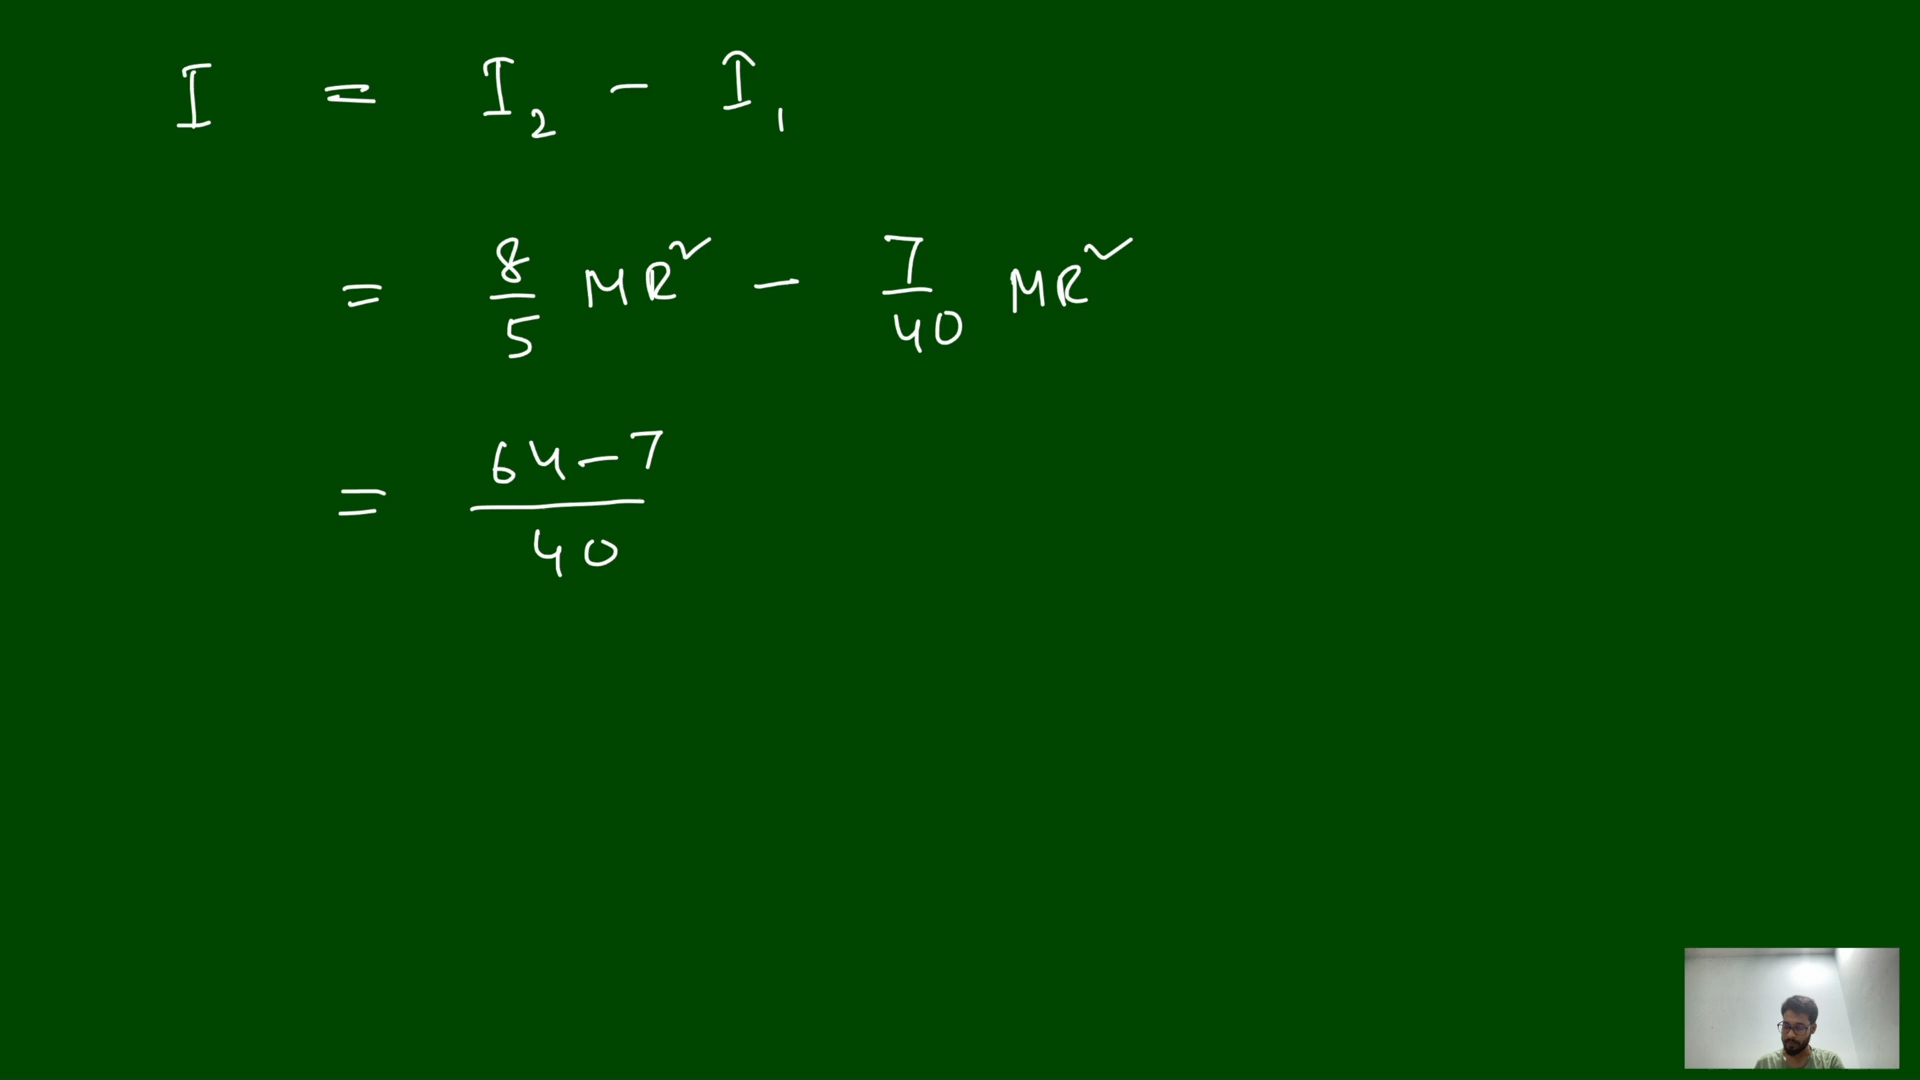 I = I₂ - I₁
= 8/5 MR² - 7/40 MR²
= 64-7/40